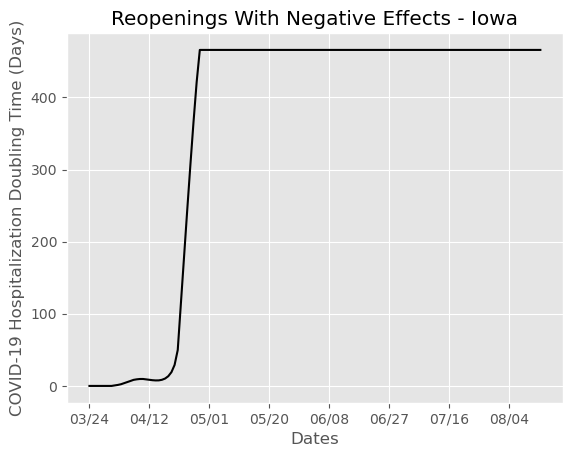 Reopenings With Negative Effects - Iowa
COVID-19 Hospitalization Doubling Time (Days)
400
300
200
100
0
03/24 04/12 05/01 05/20 06/08 06/27 07/16 08/04
Dates